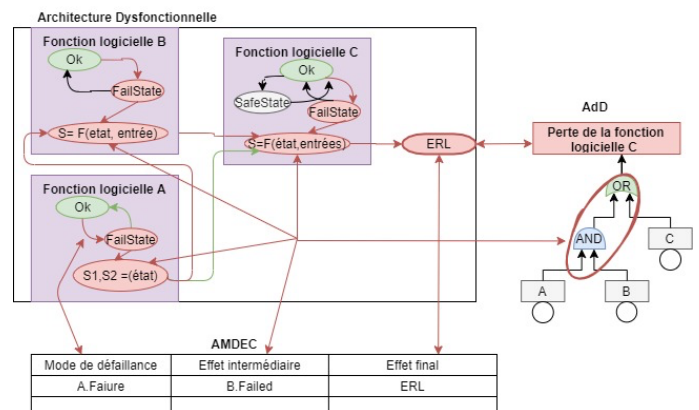 Architecture Dysfonctionnelle
Fonction logicielle B
Ok
FailState
S= F(etat, entrée)
Fonction logicielle C
Ok
SafeState
FailState
S=F(état,entrées)
ERL
Fonction logicielle A
Ok
FailState
S1,S2 =(état)
AdD
Perte de la fonction
logicielle C
OR
AND
C
A
B
AMDEC
Mode de défaillance
Effet intermédiaire
Effet final
A.Faiure
B.Failed
ERL